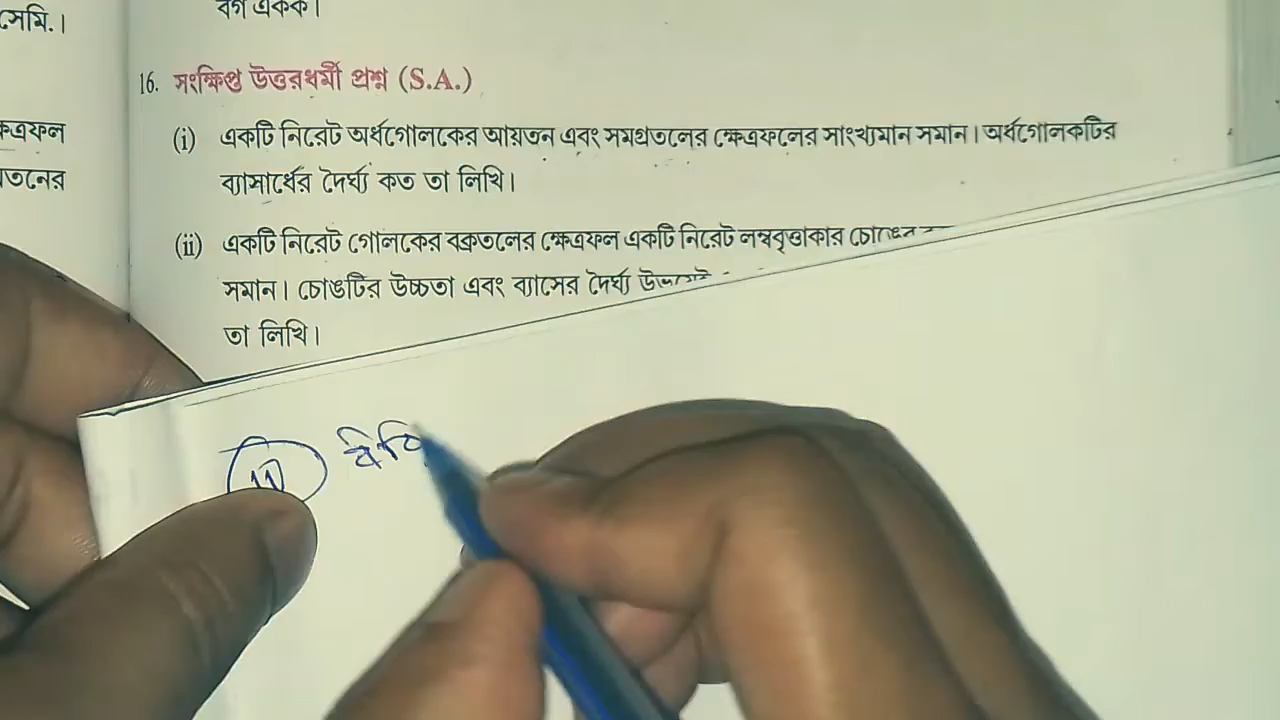 সেমি.।
বর্গ একক।
16. সংক্ষিপ্ত উত্তরধর্মী প্রশ্ন (S.A.)
ক্ষেত্রফল
(i) একটি নিরেট অর্ধগোলকের আয়তন এবং সমগ্রতলের ক্ষেত্রফলের সাংখ্যমান সমান। অর্ধগোলকটির
তলের
ব্যাসার্ধের দৈর্ঘ্য কত তা লিখি।
(ii) একটি নিরেট গোলকের বক্রতলের ক্ষেত্রফল একটি নিরেট লম্ববৃত্তাকার
সমান। চোঙটির উচ্চতা এবং ব্যাসের দৈর্ঘ্য
তা লিখি।
(ii)